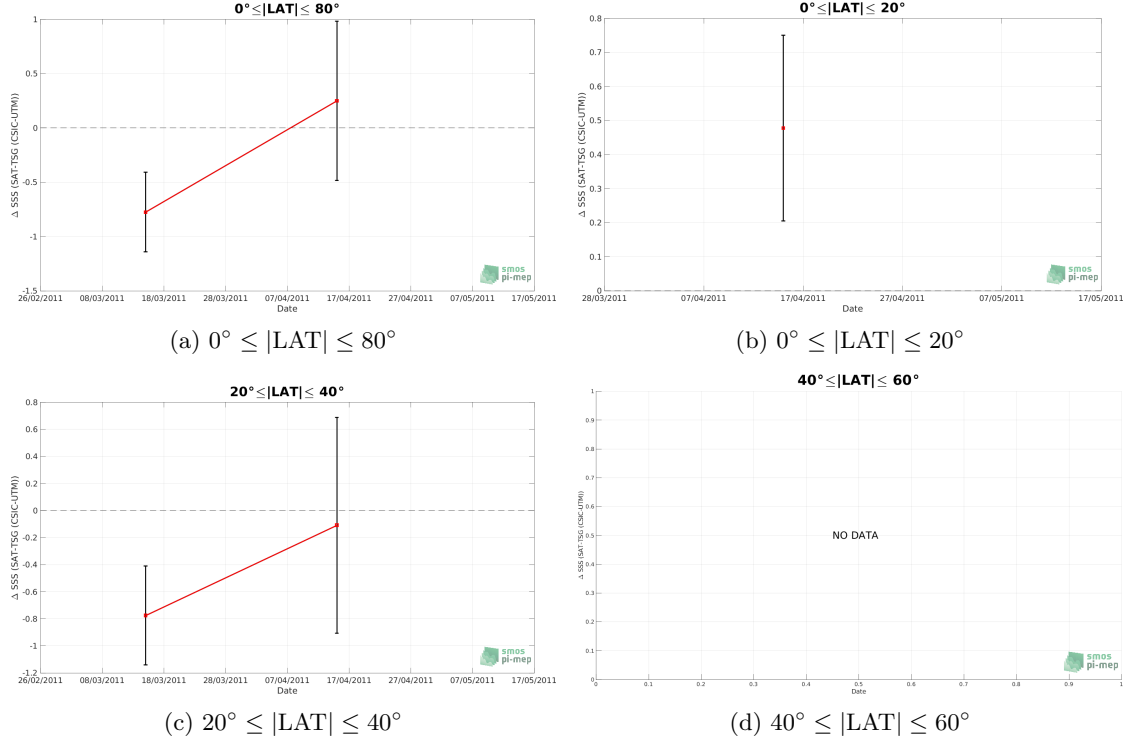 0°≤|LAT|≤ 80°
1
0.5
0
-0.5
-1
-1.5
Δ SSS (SAT-TSG (CSIC-UTM))
26/02/2011 08/03/2011 18/03/2011 28/03/2011 07/04/2011 17/04/2011 27/04/2011 07/05/2011 17/05/2011
Date
smos
pi-mep
(a) 0° ≤ |LAT| ≤ 80°
0°≤|LAT|≤ 20°
0.8
0.7
0.6
0.5
0.4
0.3
0.2
0.1
0
Δ SSS (SAT-TSG (CSIC-UTM))
28/03/2011 07/04/2011 17/04/2011 27/04/2011 07/05/2011 17/05/2011
Date
smos
pi-mep
(b) 0° ≤ |LAT| ≤ 20°
20°≤|LAT|≤ 40°
0.8
0.6
0.4
0.2
0
-0.2
-0.4
-0.6
-0.8
-1
-1.2
Δ SSS (SAT-TSG (CSIC-UTM))
26/02/2011 08/03/2011 18/03/2011 28/03/2011 07/04/2011 17/04/2011 27/04/2011 07/05/2011 17/05/2011
Date
smos
pi-mep
(c) 20° ≤ |LAT| ≤ 40°
40°≤|LAT|≤ 60°
1
0.9
0.8
0.7
0.6
0.5
0.4
0.3
0.2
0.1
0
Δ SSS (SAT-TSG (CSIC-UTM))
NO DATA
0 0.1 0.2 0.3 0.4 0.5 0.6 0.7 0.8 0.9 1
Date
smos
pi-mep
(d) 40° ≤ |LAT| ≤ 60°